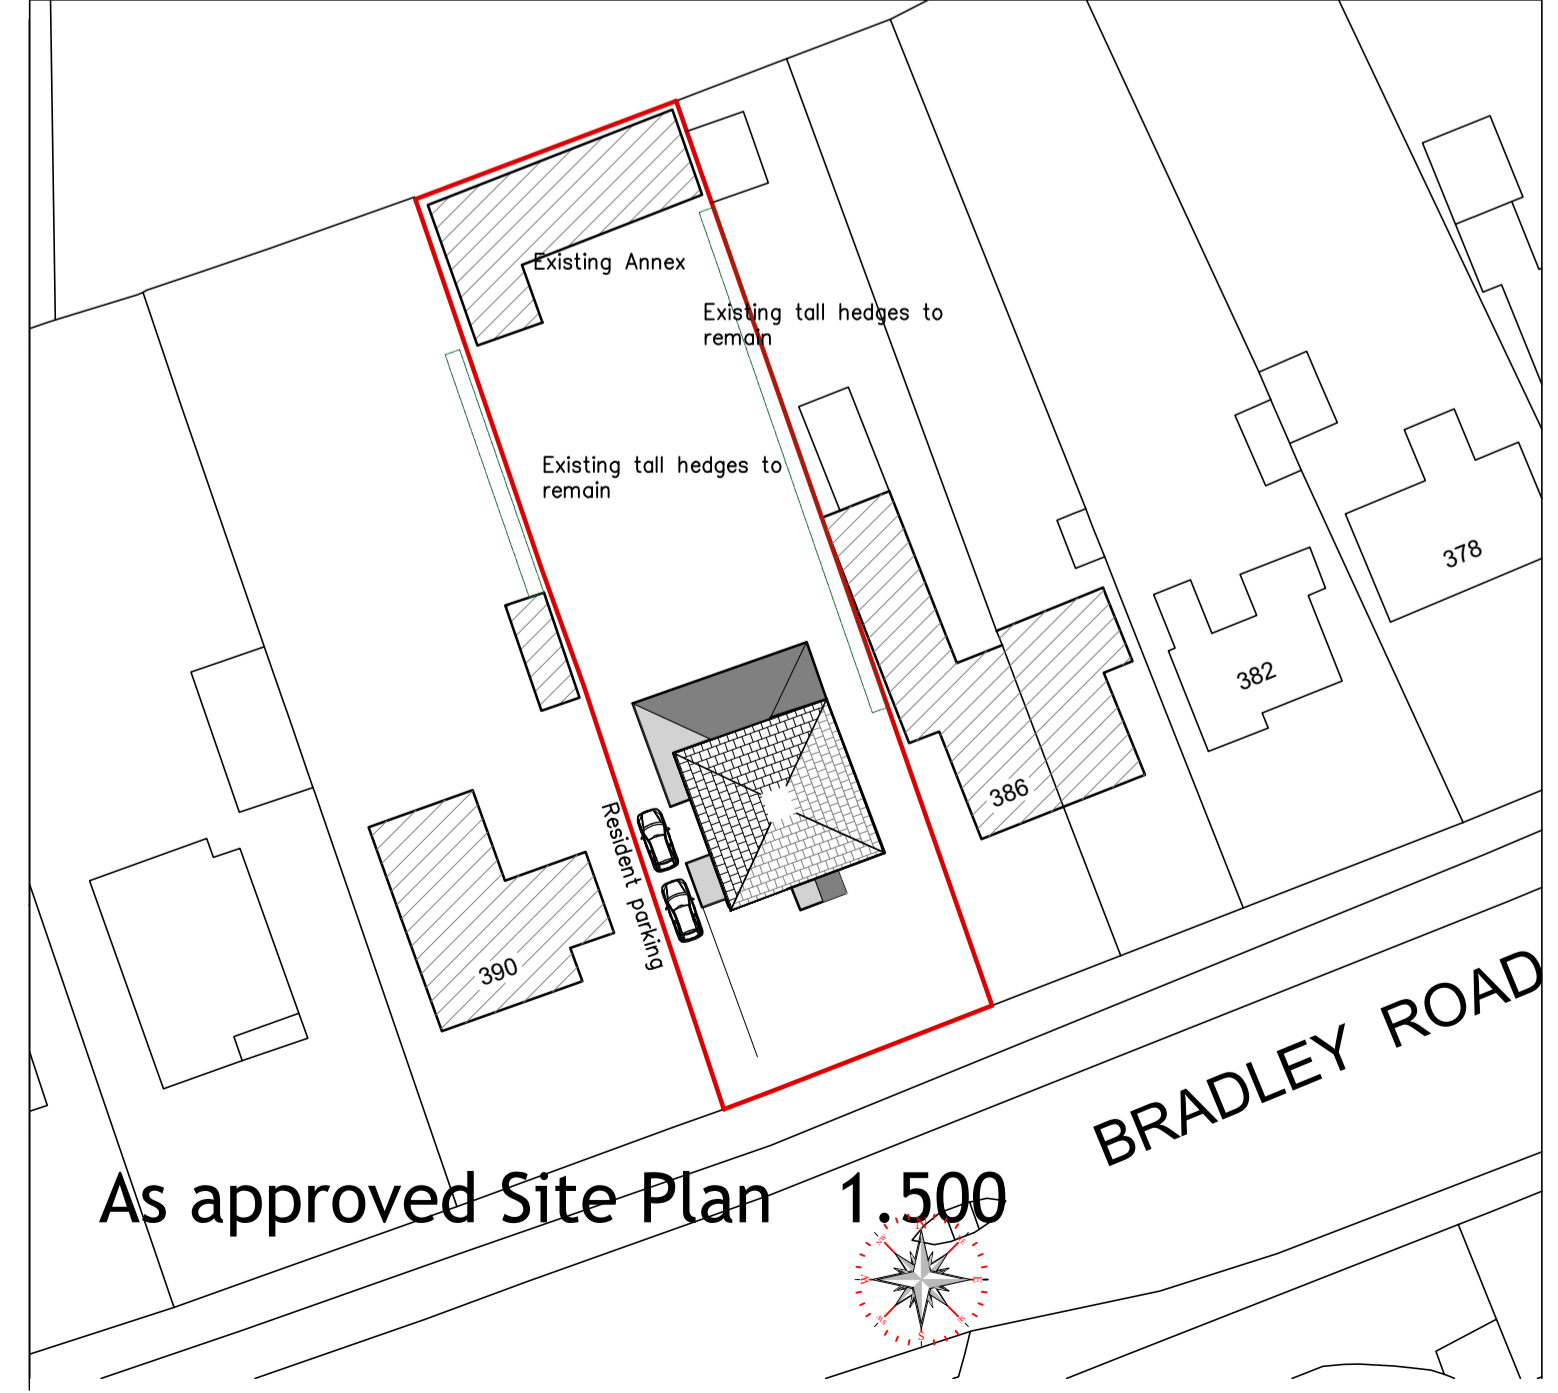 Existing Annex
Existing tall hedges to
remain
Existing tall hedges to
remain
378
382
386
Resident parking
390
BRADLEY ROAD
As approved Site Plan 1.500
N
NW
W
E
S